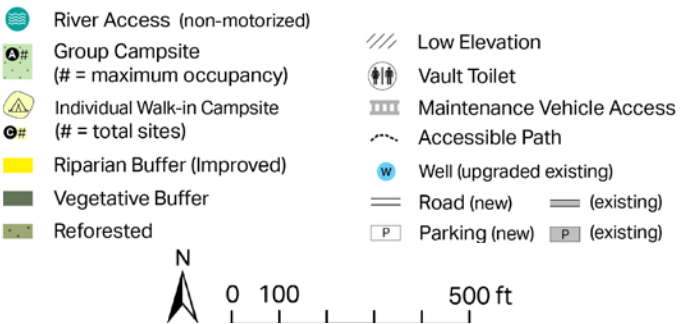 River Access (non-motorized)
A# Group Campsite
(# = maximum occupancy)
Individual Walk-in Campsite
C# (# = total sites)
Riparian Buffer (Improved)
Vegetative Buffer
Reforested
Low Elevation
Vault Toilet
Maintenance Vehicle Access
Accessible Path
W Well (upgraded existing)
Road (new) (existing)
P Parking (new) P (existing)
N
0 100 500 ft